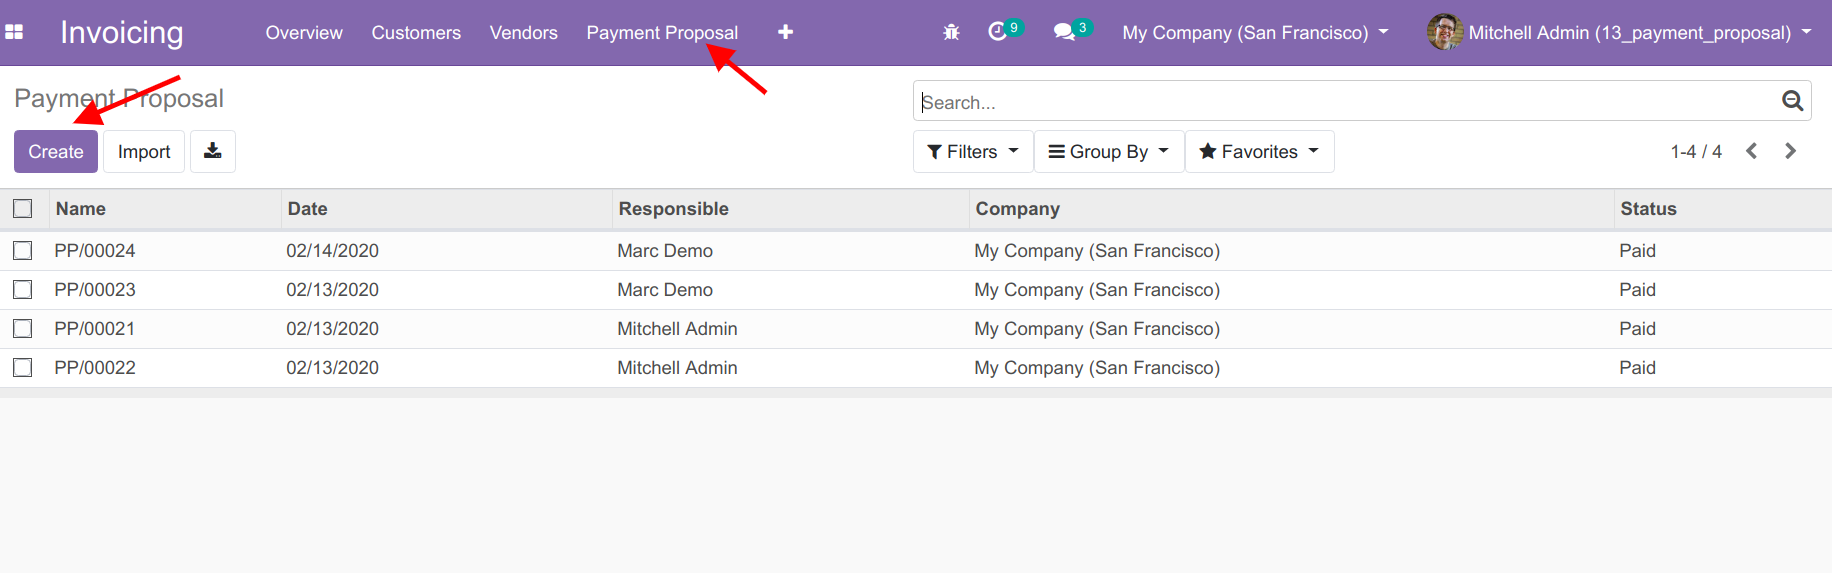 Invoicing Overview Customers Vendors Payment Proposal 9 3 My Company (San Francisco) Mitchell Admin (13_payment_proposal)
Payment Proposal
Search...
Create Import Filters Group By Favorites 1-4 / 4
Name Date Responsible Company Status
PP/00024 02/14/2020 Marc Demo My Company (San Francisco) Paid
PP/00023 02/13/2020 Marc Demo My Company (San Francisco) Paid
PP/00021 02/13/2020 Mitchell Admin My Company (San Francisco) Paid
PP/00022 02/13/2020 Mitchell Admin My Company (San Francisco) Paid